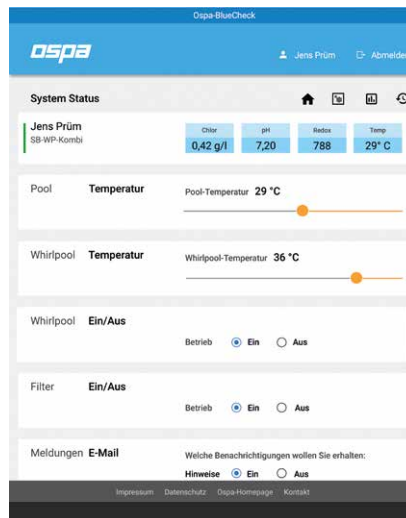 Ospa-BlueCheck
ospa
Jens Prüm Abmelden
System Status
Jens Prüm
SB-WP-Kombi
Chlor pH Redox Temp
0,42 g/l 7,20 788 29° C
Pool Temperatur Pool-Temperatur 29 °C
Whirlpool Temperatur Whirlpool-Temperatur 36 °C
Whirlpool Ein/Aus
Betrieb Ein Aus
Filter Ein/Aus
Betrieb Ein Aus
Meldungen E-Mail Welche Benachrichtigungen wollen Sie erhalten:
Hinweise Ein Aus
Impressum Datenschutz Ospa-Homepage Kontakt